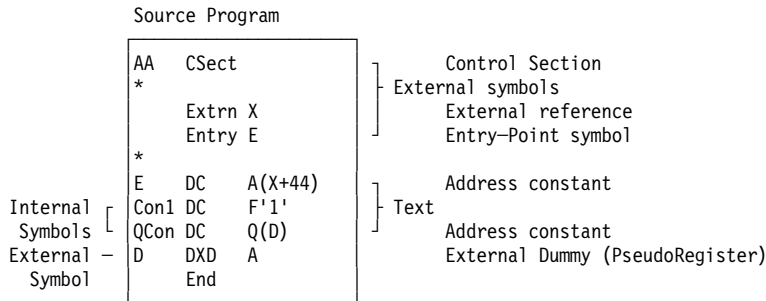 Source Program
AA CSect Control Section
* External symbols
Extrn X External reference
Entry E Entry—Point symbol
*
E DC A(X+44) Address constant
Internal Con1 DC F'1' Text
Symbols QCon DC Q(D) Address constant
External — D DXD A External Dummy (PseudoRegister)
Symbol End